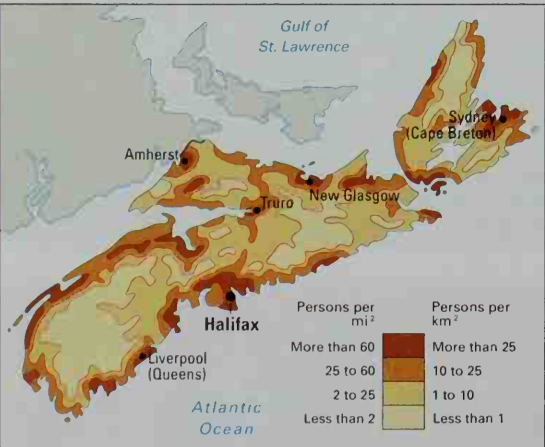 Gulf of
St. Lawrence
Sydney
(Cape Breton)
Amherst
New Glasgow
Truro
Halifax
Liverpool
(Queens)
Atlantic
Ocean
Persons per
mi²
Persons per
km²
More than 60
More than 25
25 to 60
10 to 25
2 to 25
1 to 10
Less than 2
Less than 1